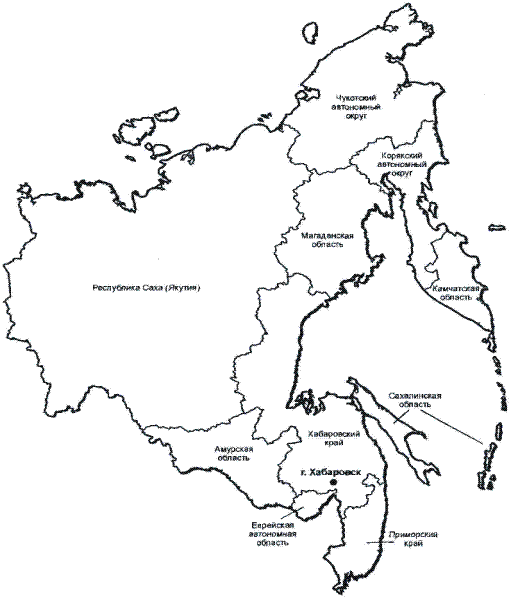 Чукотский
автономный
округ
Корякский
автономный
округ
Магаданская
область
Республика Саха (Якутия)
Камчатская
область
Сахалинская
область
Хабаровский
край
Амурская
область
г. Хабаровск
Еврейская
автономная
область
Приморский
край